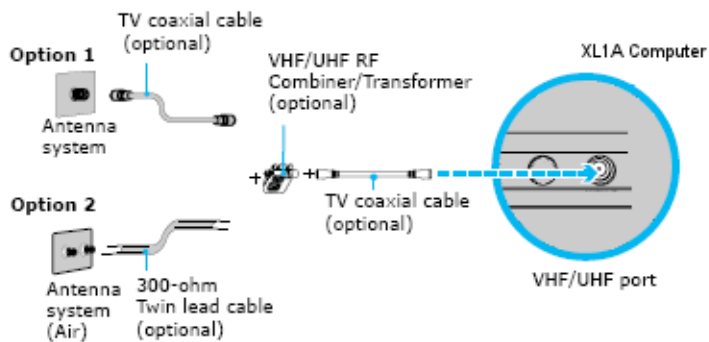 TV coaxial cable
(optional)
Option 1
Antenna
system
VHF/UHF RF
Combiner/Transformer
(optional)
XL1A Computer
+
+
TV coaxial cable
(optional)
VHF/UHF port
Option 2
Antenna
system
(Air)
300-ohm
Twin lead cable
(optional)